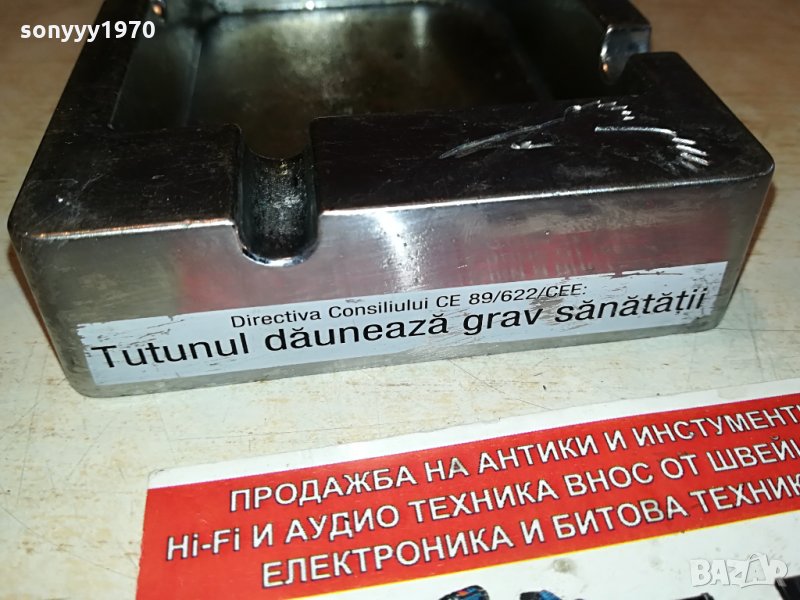 sonyyy1970
Directiva Consiliului CE 89/622/CEE:
Tutunul dăunează grav sănătății
ПРОДАЖБА НА АНТИКИ И ИНСТУМЕНТ
Hi-Fi И АУДИО ТЕХНИКА ВНОС ОТ ШВЕЙ
ЕЛЕКТРОНИКА И БИТОВА ТЕХНИК
BAZAR